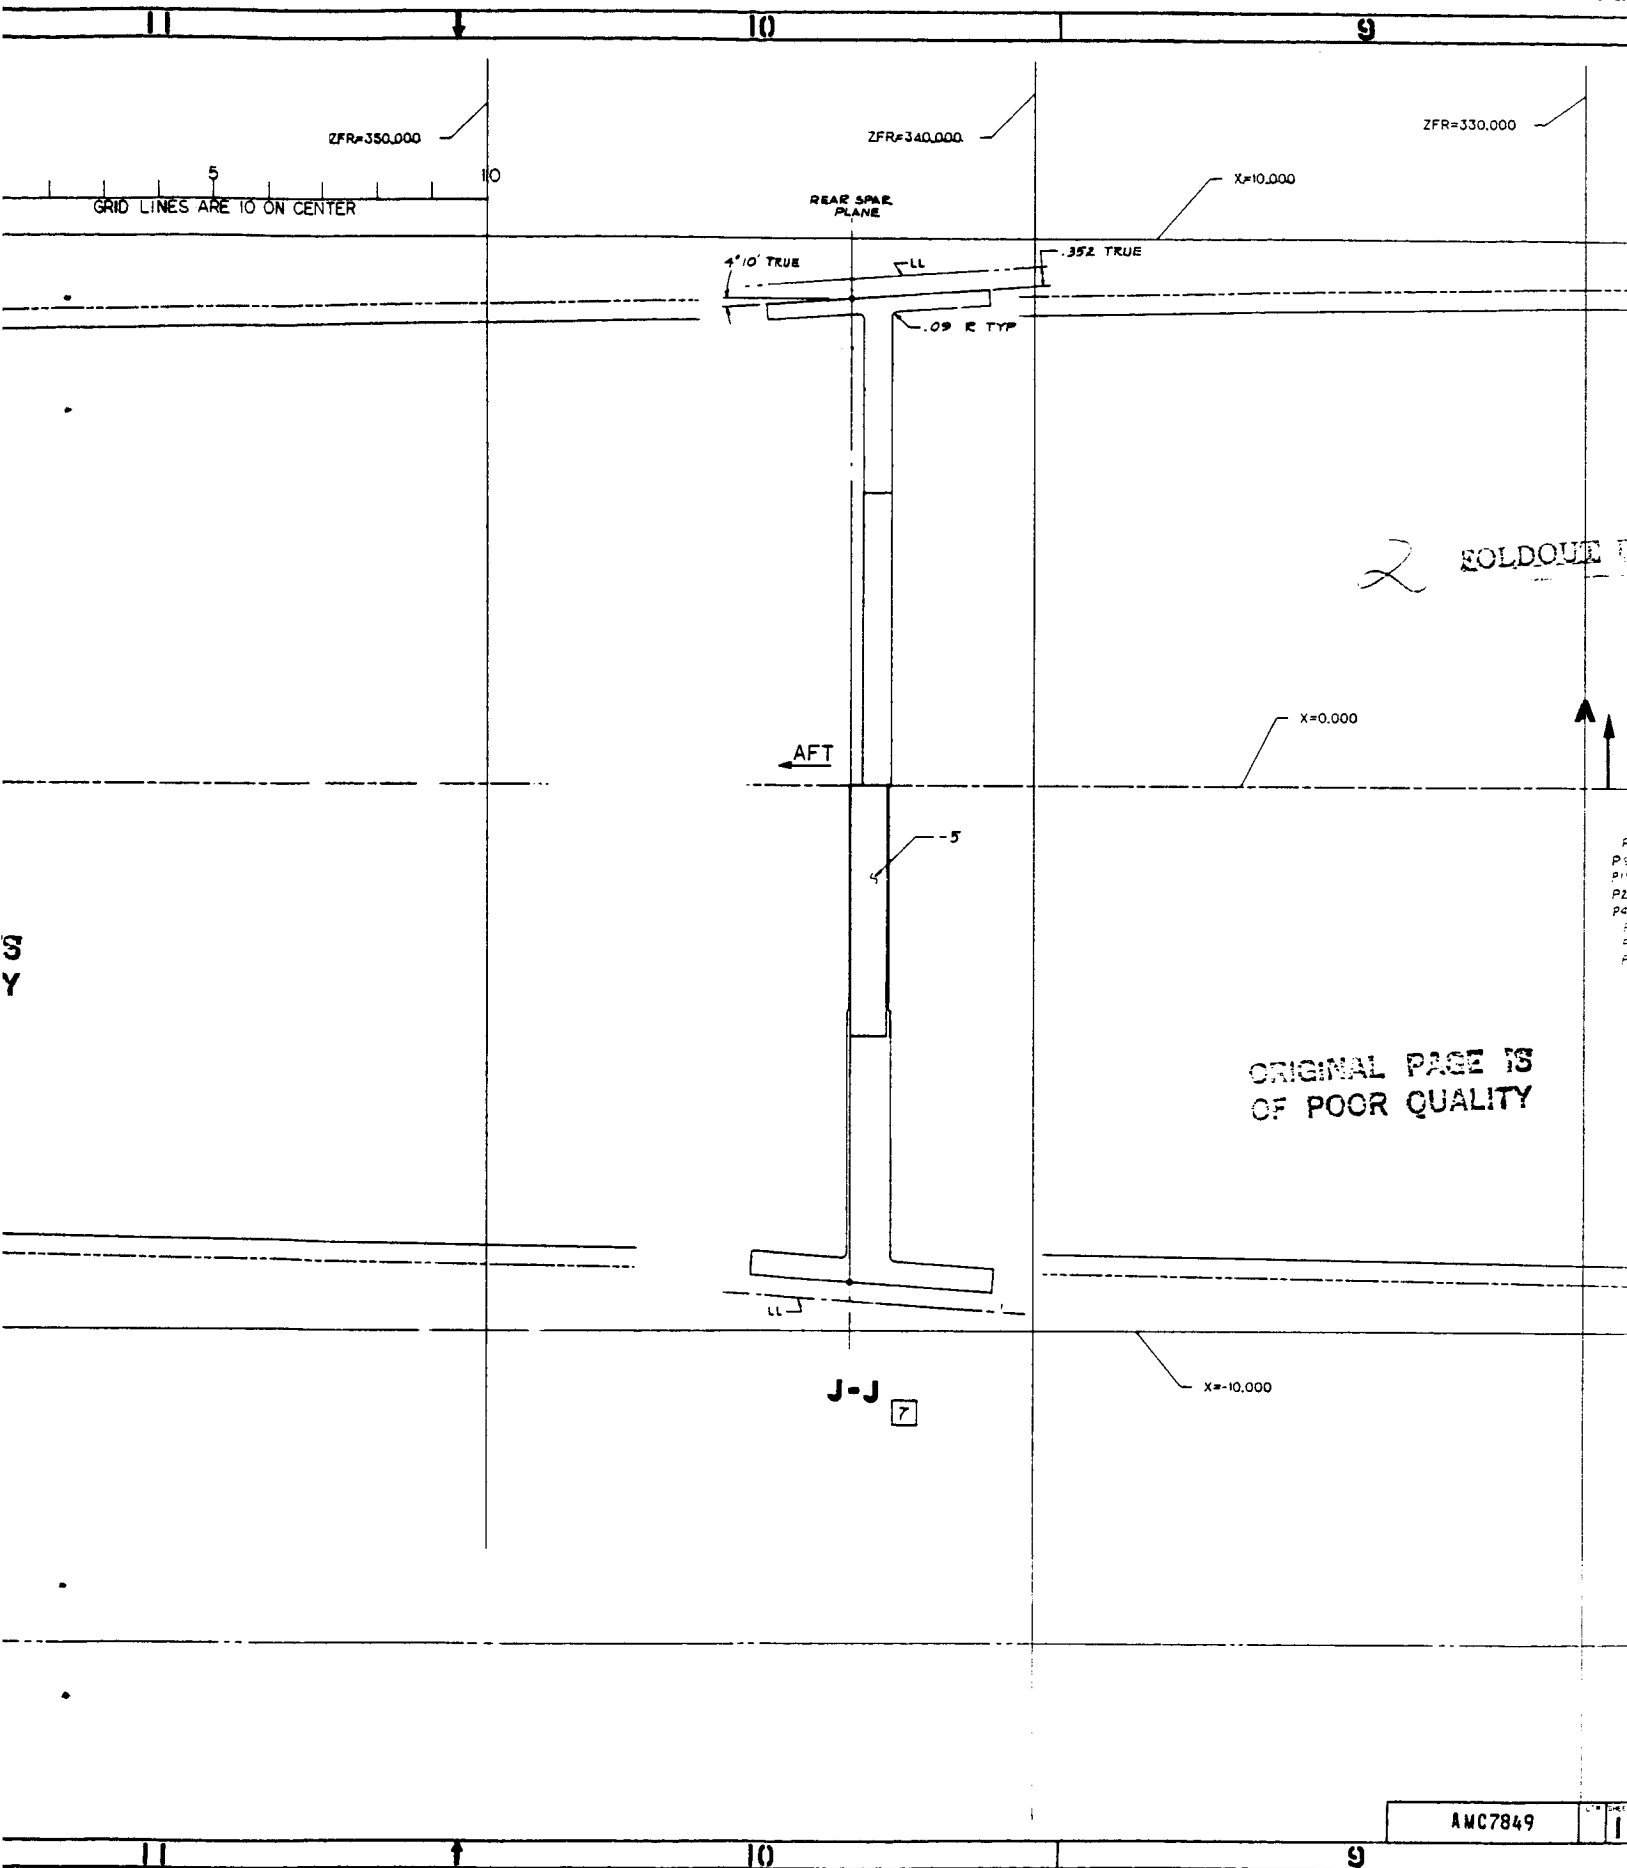 11 10 9
ZFR=350.000
ZFR=340.000
ZFR=330.000
5 10
GRID LINES ARE 10 ON CENTER
X=10.000
REAR SPAR
PLANE
4°10' TRUE
LL
.352 TRUE
.09 R TYP
2 FOLDOUT
X=0.000
A
AFT
-5
'S
Y
ORIGINAL PAGE IS
OF POOR QUALITY
LL
J-J
7
X=-10.000
AMC7849
1
11 10 9